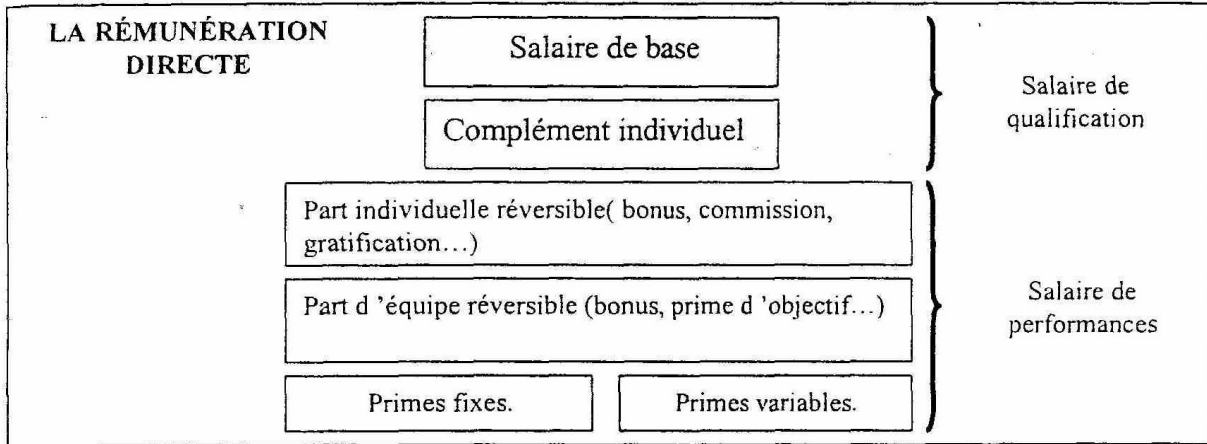 LA RÉMUNÉRATION
DIRECTE
Salaire de base
Complément individuel
Salaire de
qualification
Part individuelle réversible( bonus, commission,
gratification...)
Part d ’équipe réversible (bonus, prime d ’objectif...)
Salaire de
performances
Primes fixes.
Primes variables.